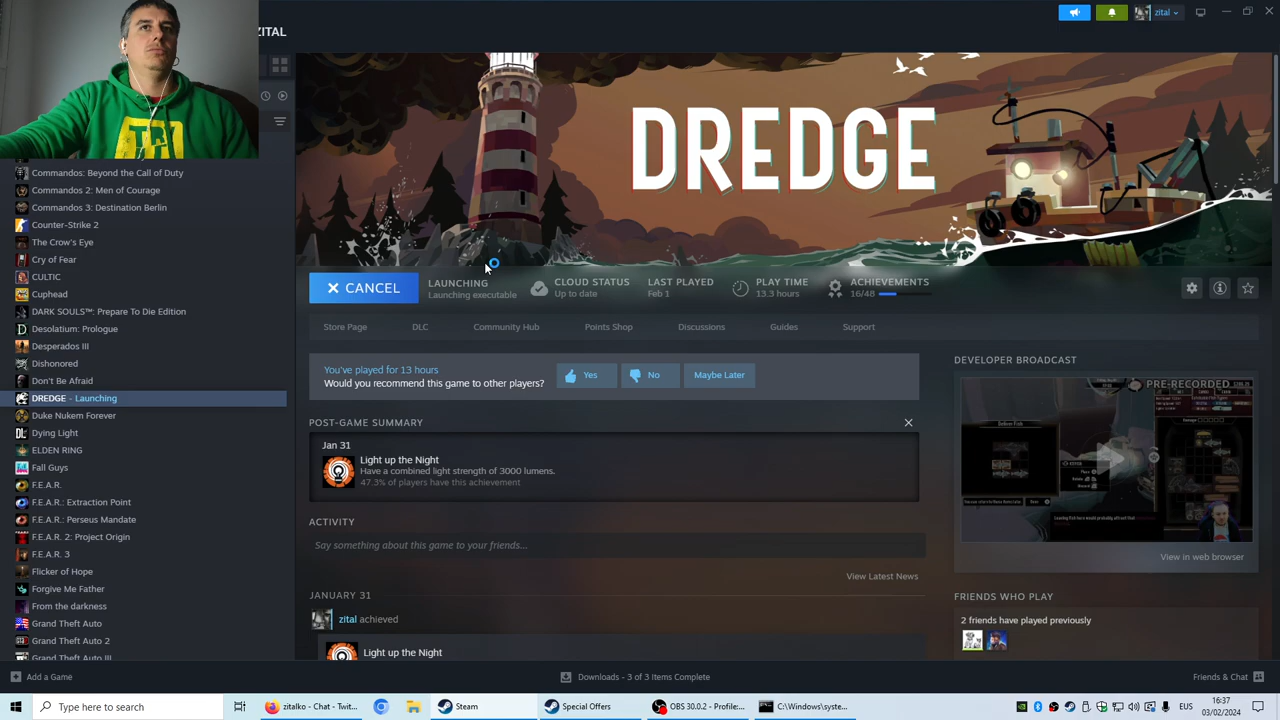 ZITAL
zital
Commandos: Beyond the Call of Duty
Commandos 2: Men of Courage
Commandos 3: Destination Berlin
Counter-Strike 2
The Crow's Eye
Cry of Fear
CULTIC
Cuphead
DARK SOULS™: Prepare To Die Edition
Desolatium: Prologue
Desperados III
Dishonored
Don't Be Afraid
DREDGE - Launching
Duke Nukem Forever
Dying Light
ELDEN RING
Fall Guys
F.E.A.R.
F.E.A.R.: Extraction Point
F.E.A.R.: Perseus Mandate
F.E.A.R. 2: Project Origin
F.E.A.R. 3
Flicker of Hope
Forgive Me Father
From the darkness
Grand Theft Auto
Grand Theft Auto 2
Grand Theft Auto III
DREDGE
CANCEL
LAUNCHING
Launching executable
CLOUD STATUS
Up to date
LAST PLAYED
Feb 1
PLAY TIME
13.3 hours
ACHIEVEMENTS
16/48
Store Page DLC Community Hub Points Shop Discussions Guides Support
You've played for 13 hours
Would you recommend this game to other players?
Yes No Maybe Later
POST-GAME SUMMARY
Jan 31
Light up the Night
Have a combined light strength of 3000 lumens.
47.3% of players have this achievement
ACTIVITY
Say something about this game to your friends...
View Latest News
JANUARY 31
zital achieved
Light up the Night
DEVELOPER BROADCAST
PRE-RECORDED
View in web browser
FRIENDS WHO PLAY
2 friends have played previously
Add a Game
Downloads - 3 of 3 Items Complete
Friends & Chat
Type here to search
zitalko - Chat - Twit...
Steam
Special Offers
OBS 30.0.2 - Profile:...
C:\Windows\syste...
EUS
16:37
03/02/2024